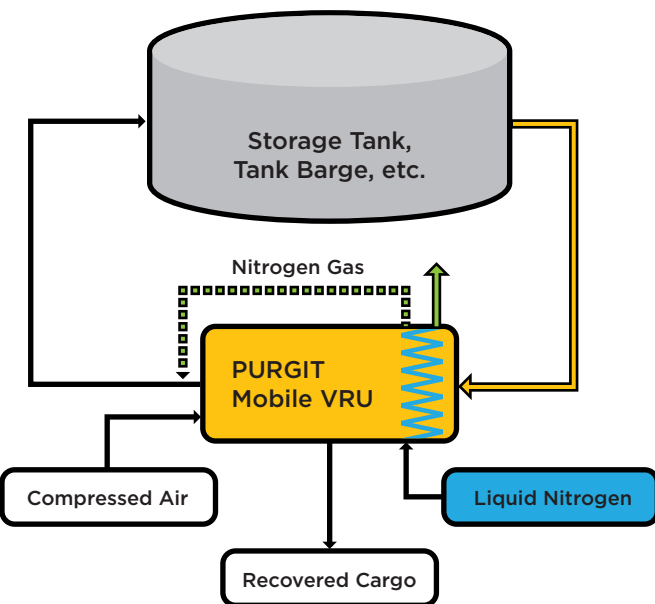 Storage Tank,
Tank Barge, etc.
Nitrogen Gas
PURGIT
Mobile VRU
Compressed Air
Liquid Nitrogen
Recovered Cargo